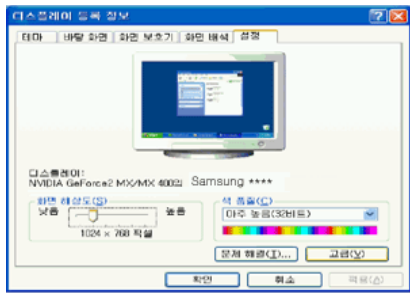 디스플레이 등록 정보
테마 바탕 화면 화면 보호기 화면 배색 설정
디스플레이:
NVIDIA GeForce2 MX/MX 400의 Samsung ****
화면 해상도(S)
낮음 높음
1024 x 768 픽셀
색 품질(C)
아주 높음(32비트)
문제 해결(T)... 고급(V)
확인 취소 적용(A)